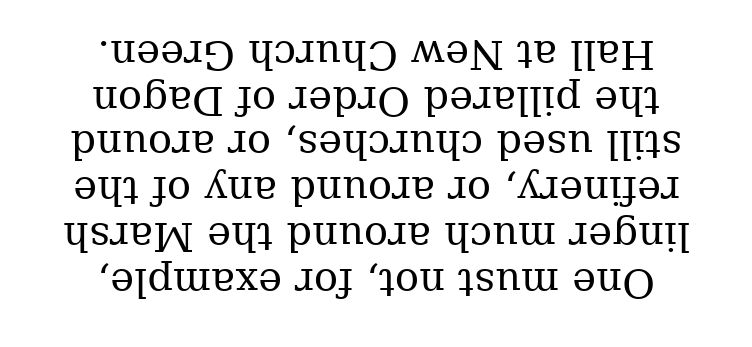 One must not, for example,
linger much around the Marsh
refinery, or around any of the
still used churches, or around
the pillared Order of Dagon
Hall at New Church Green.